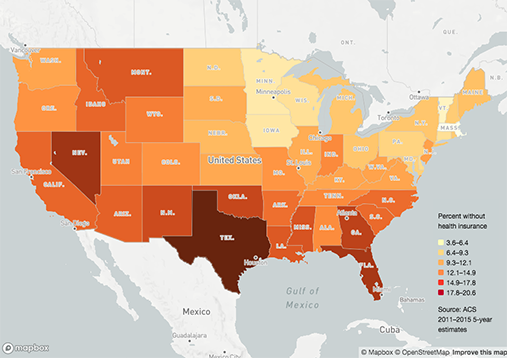 Vancouver
WASH.
MONT.
N.D.
MINN.
ONT.
QUE.
N.B.
ORE.
IDAHO
WYO.
S.D.
Minneapolis
WIS.
MICH.
Ottawa
Toronto
VT.
MAINE
N.Y.
MASS.
NEBR.
IOWA
Chicago
PA.
NEV.
UTAH
COLO.
United States
ILL.
IND.
OHIO
San Francisco
CALIF.
St. Louis
MO.
KY.
W.V.
VA.
San Diego
ARIZ.
N.M.
OKLA.
ARK.
TENN.
N.C.
S.C.
Atlanta
TEX.
LA.
MISS.
ALA.
GA.
Houston
FLA.
Gulf of
Mexico
Mexico
Guadalajara
Mexico City
Bahamas
Cuba
Percent without
health insurance
3.6–6.4
6.4–9.3
9.3–12.1
12.1–14.9
14.9–17.8
17.8–20.6
Source: ACS
2011–2015 5-year
estimates
mapbox
© Mapbox © OpenStreetMap Improve this map